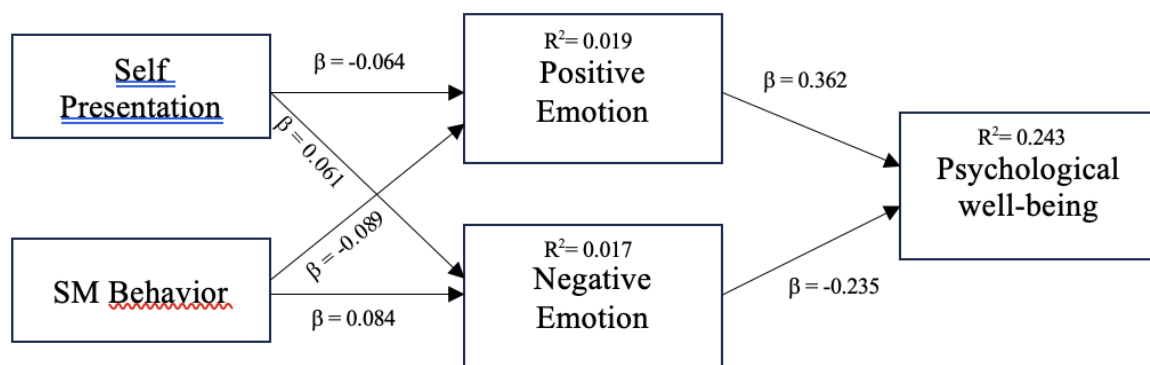 Self
Presentation
β = -0.064
R²= 0.019
Positive
Emotion
β = 0.362
β = 0.061
R²= 0.243
Psychological
well-being
β = -0.089
SM Behavior
β = 0.084
R²= 0.017
Negative
Emotion
β = -0.235